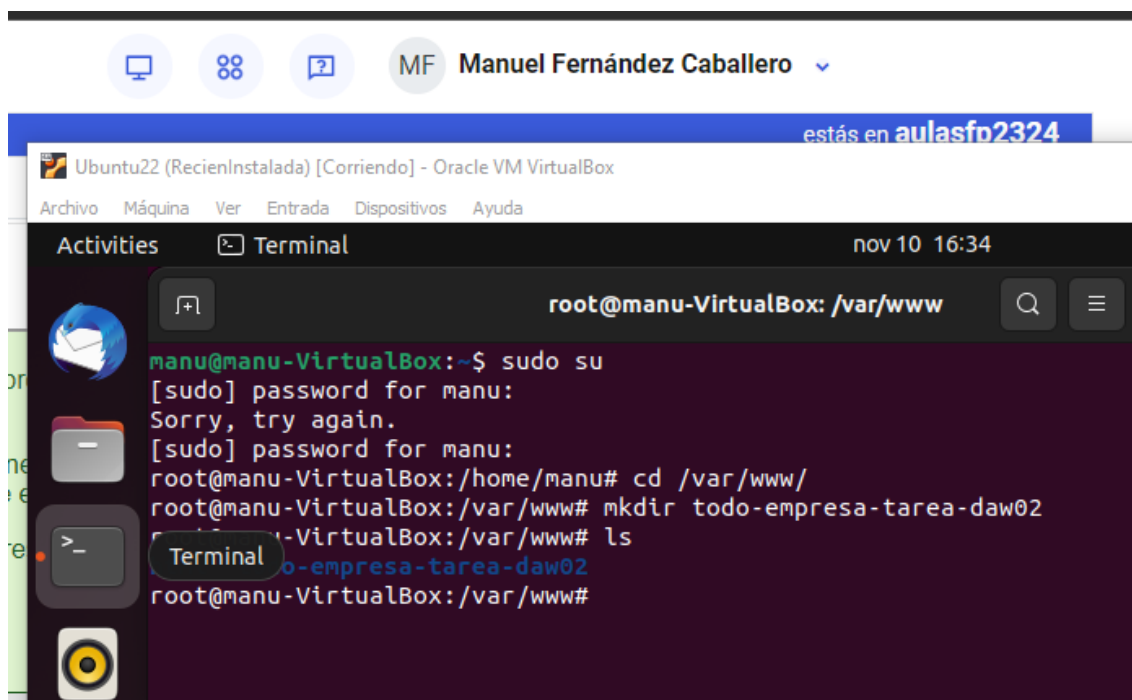 MF Manuel Fernández Caballero
estás en aulasfp2324
Ubuntu22 (RecienInstalada) [Corriendo] - Oracle VM VirtualBox
Archivo Máquina Ver Entrada Dispositivos Ayuda
Activities Terminal nov 10 16:34
root@manu-VirtualBox: /var/www
manu@manu-VirtualBox:~$ sudo su
[sudo] password for manu:
Sorry, try again.
[sudo] password for manu:
root@manu-VirtualBox:/home/manu# cd /var/www/
root@manu-VirtualBox:/var/www# mkdir todo-empresa-tarea-daw02
-VirtualBox:/var/www# ls
Terminal
o-empresa-tarea-daw02
root@manu-VirtualBox:/var/www#